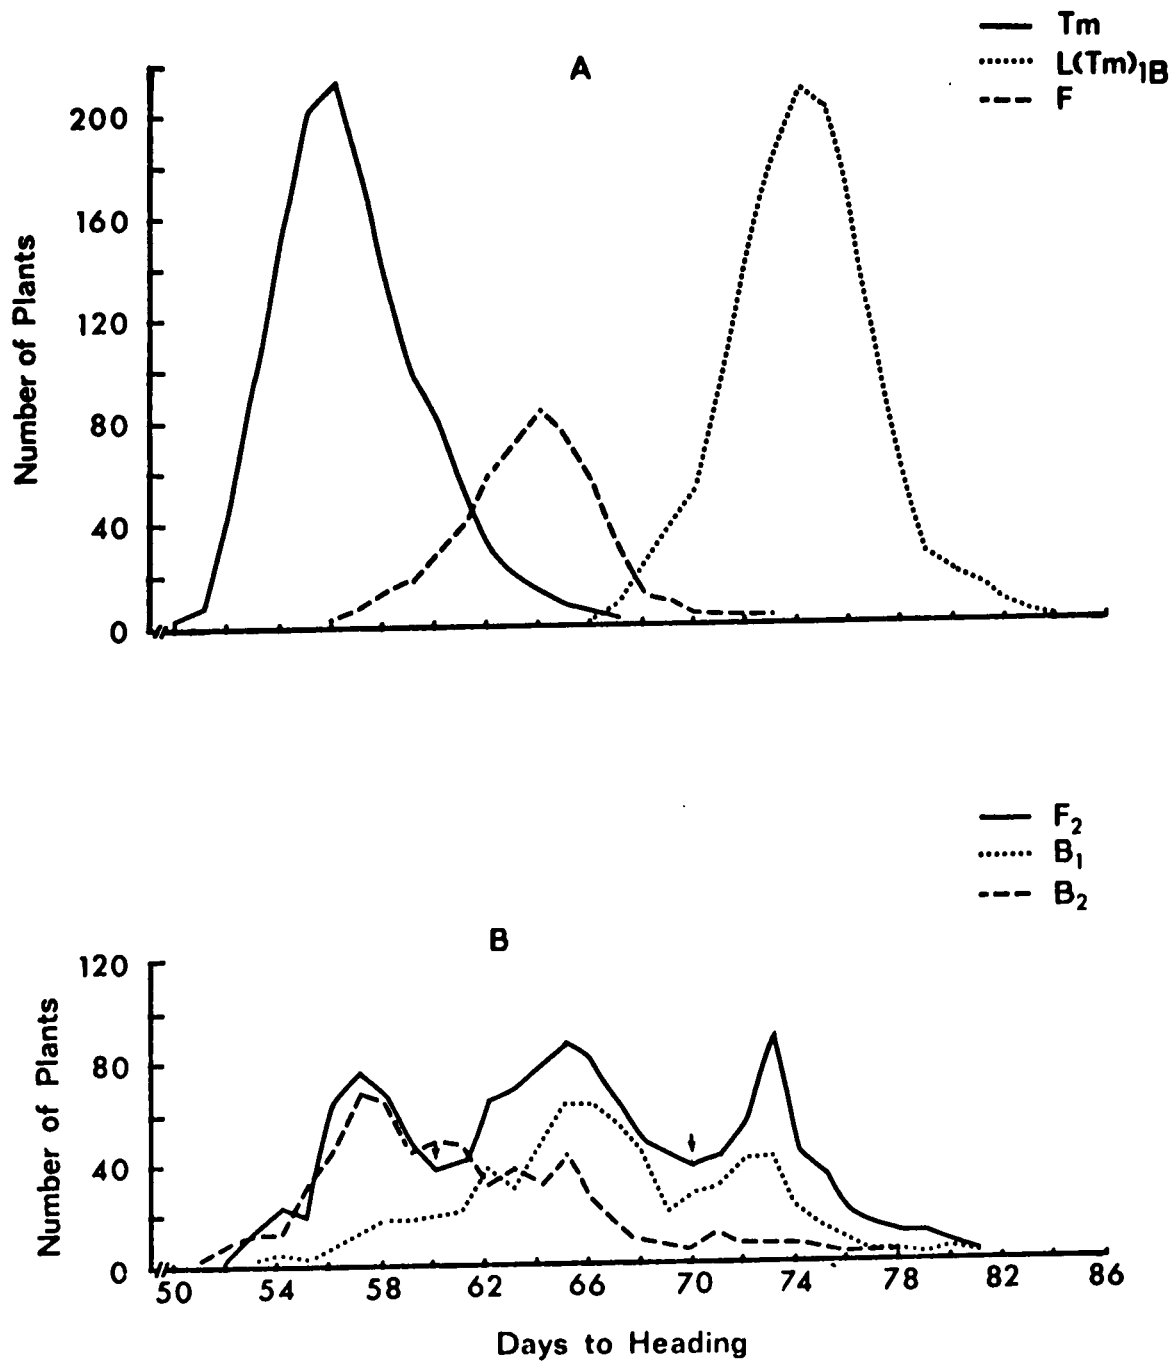 A
Tm
L(Tm)1B
F
Number of Plants
200
160
120
80
40
0
F2
B1
B2
B
Number of Plants
120
80
40
0
50 54 58 62 66 70 74 78 82 86
Days to Heading